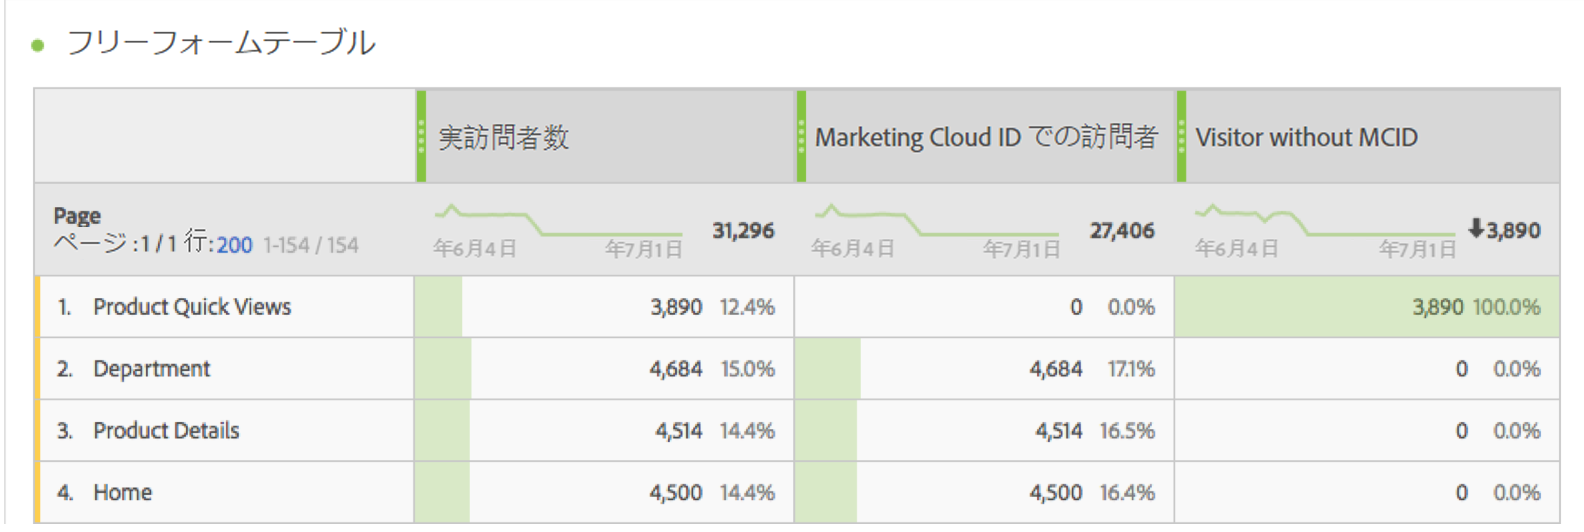 フリーフォームテーブル
実訪問者数 Marketing Cloud ID での訪問者 Visitor without MCID
Page
ページ :1 / 1 行: 200 1-154 / 154
年6月4日 年7月1日 31,296 年6月4日 年7月1日 27,406 年6月4日 年7月1日 ⬇3,890
1. Product Quick Views 3,890 12.4% 0 0.0% 3,890 100.0%
2. Department 4,684 15.0% 4,684 17.1% 0 0.0%
3. Product Details 4,514 14.4% 4,514 16.5% 0 0.0%
4. Home 4,500 14.4% 4,500 16.4% 0 0.0%